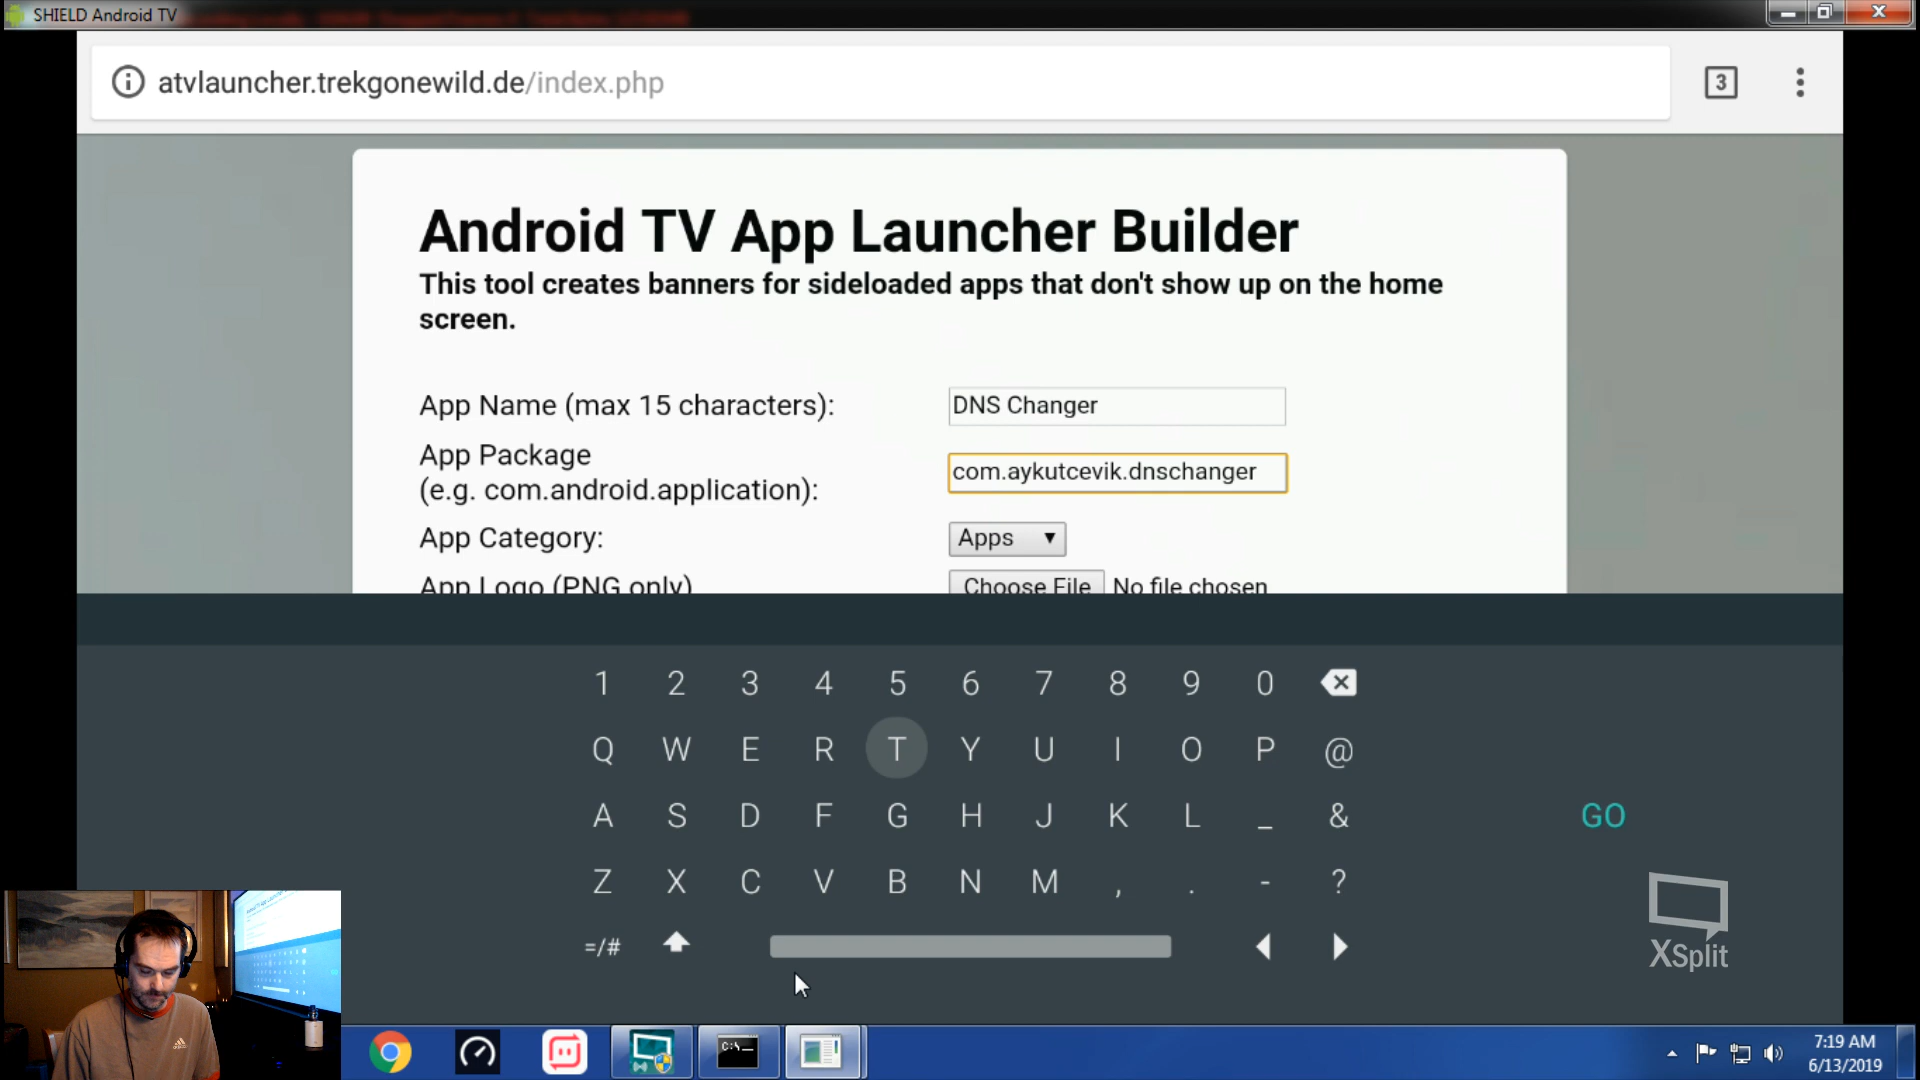 SHIELD Android TV
atvlauncher.trekgonewild.de/index.php
3
Android TV App Launcher Builder
This tool creates banners for sideloaded apps that don't show up on the home
screen.
App Name (max 15 characters):
DNS Changer
App Package
(e.g. com.android.application):
com.aykutcevik.dnschanger
App Category:
Apps
App Logo (PNG only)
Choose File No file chosen
1 2 3 4 5 6 7 8 9 0
Q W E R T Y U I O P @
A S D F G H J K L _ &
GO
Z X C V B N M , . - ?
=/#
XSplit
C:\_
7:19 AM
6/13/2019